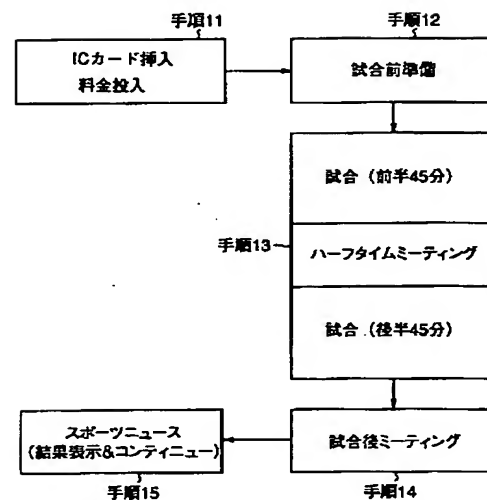 手順11
ICカード挿入
料金投入
手順12
試合前準備
試合（前半45分）
手順13
ハーフタイムミーティング
試合（後半45分）
試合後ミーティング
手順14
スポーツニュース
（結果表示&コンティニュー）
手順15